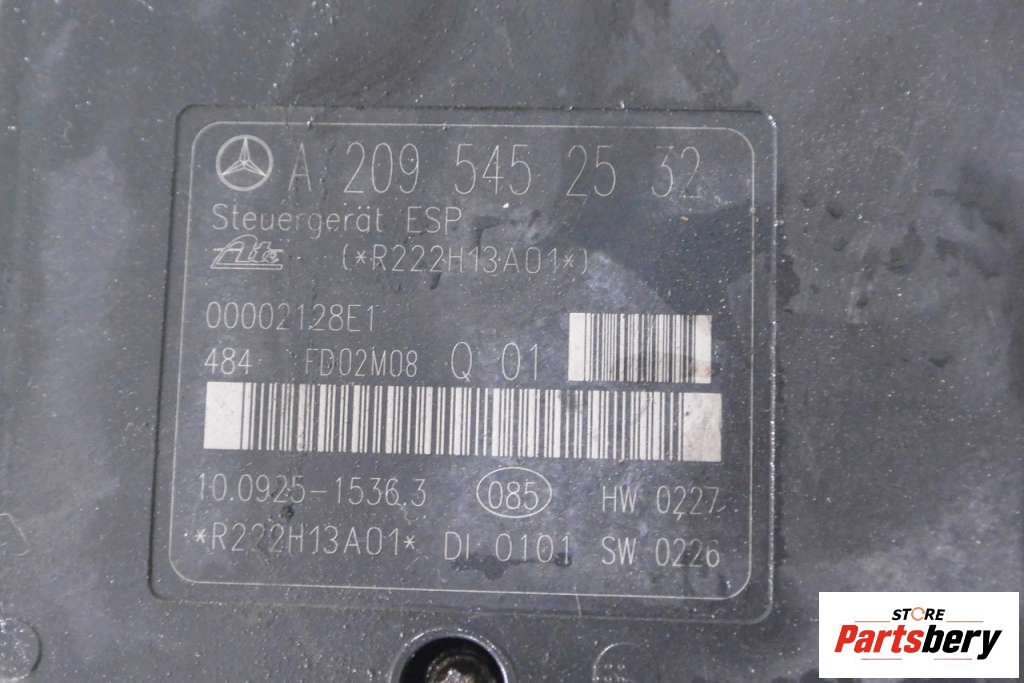 A 209 545 25 32
Steuergerät ESP
Ate (*R222H13A01*)
00002128E1
484 FD02M08 Q 01
10.0925-1536.3 085 HW 0227
*R222H13A01* DI 0101 SW 0226
STORE
Partsbery